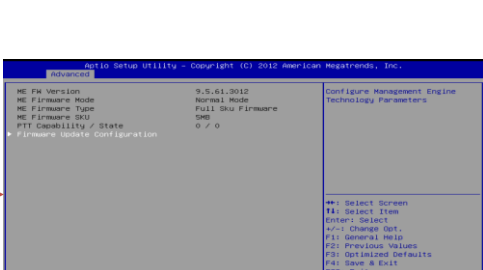 Aptio Setup Utility – Copyright (C) 2012 American Megatrends, Inc.
Advanced
ME FW Version 9.5.61.3012
ME Firmware Mode Normal Mode
ME Firmware Type Full Sku Firmware
ME Firmware SKU 5MB
PTT Capability / State 0 / 0
Firmware Update Configuration
Configure Management Engine
Technology Parameters
→←: Select Screen
↑↓: Select Item
Enter: Select
+/-: Change Opt.
F1: General Help
F2: Previous Values
F3: Optimized Defaults
F4: Save & Exit